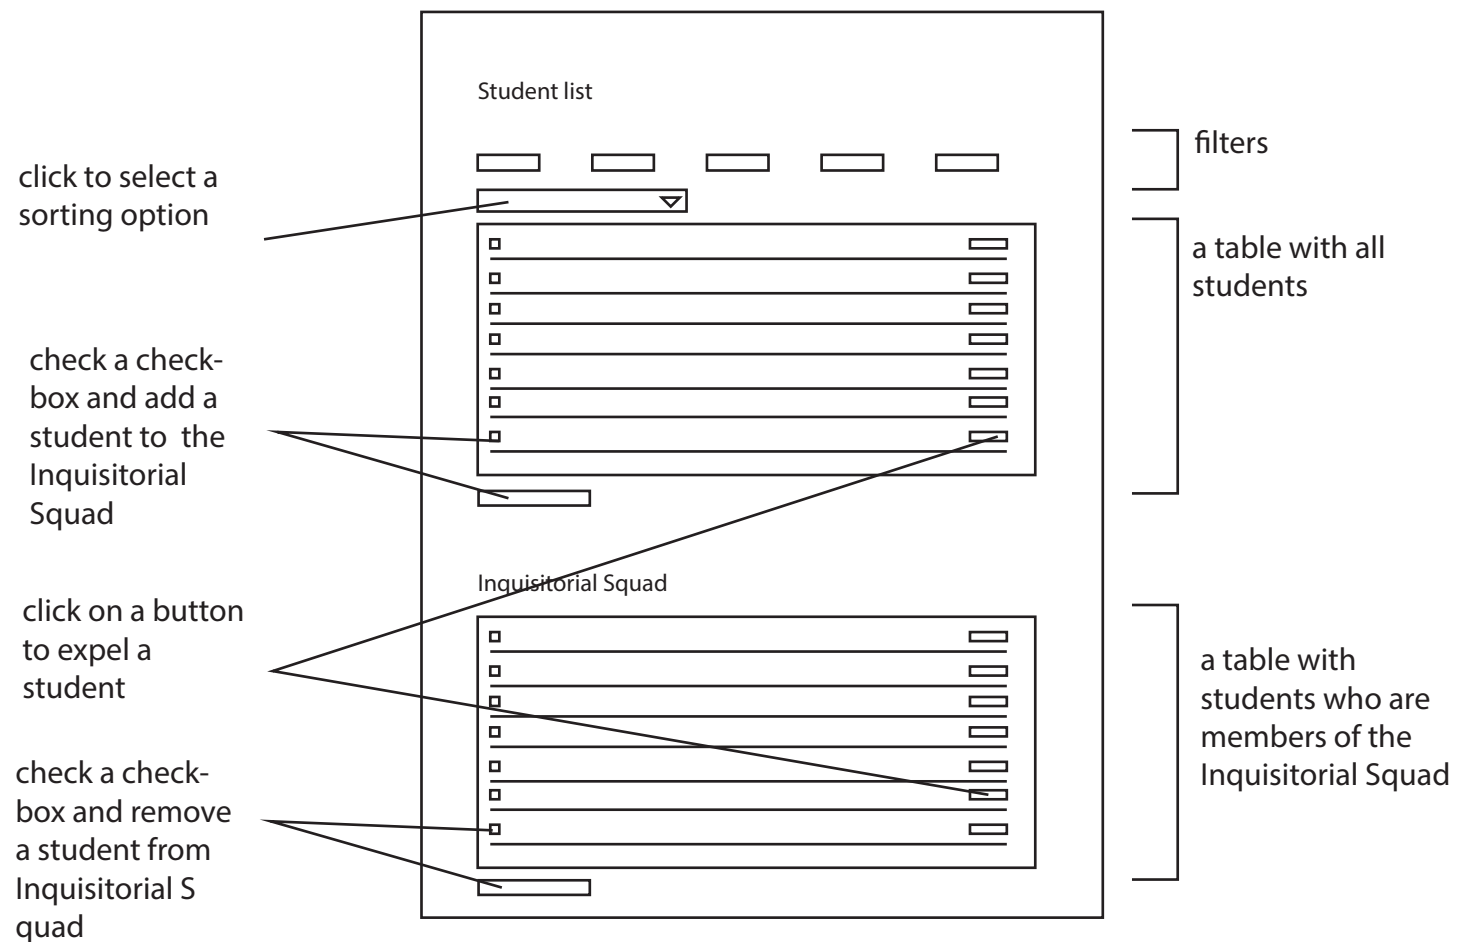 Student list
filters
click to select a
sorting option
a table with all
students
check a check-
box and add a
student to  the
Inquisitorial
Squad
Inquisitorial Squad
click on a button
to expel a
student
a table with
students who are
members of the
Inquisitorial Squad
check a check-
box and remove
a student from
Inquisitorial S
quad